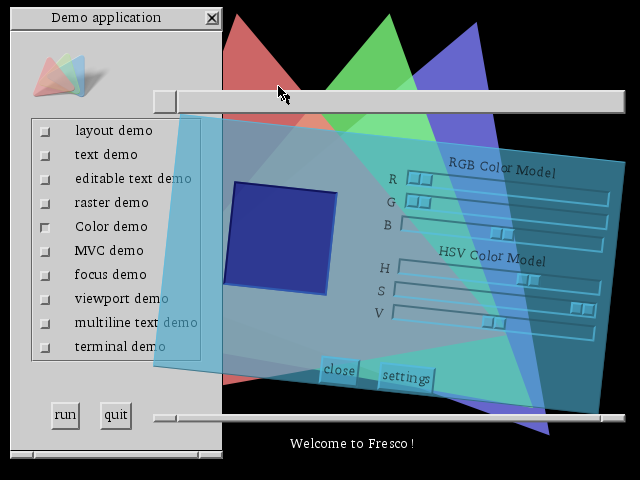 Demo application
layout demo
text demo
editable text demo
raster demo
Color demo
MVC demo
focus demo
viewport demo
multiline text demo
terminal demo
run quit
RGB Color Model
R
G
B
HSV Color Model
H
S
V
close settings
Welcome to Fresco!